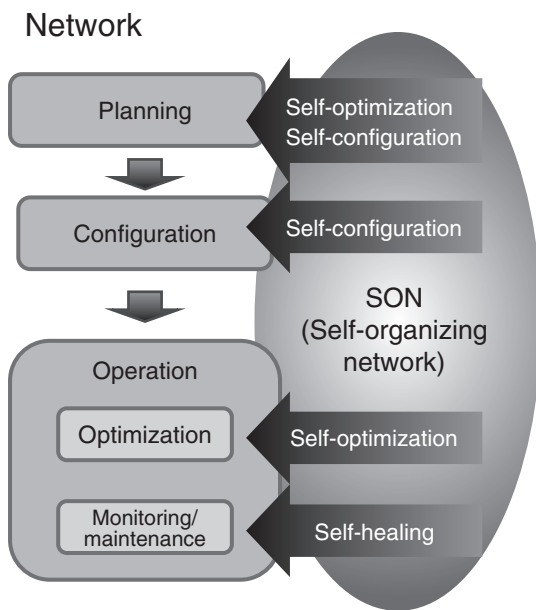 Network
Planning
Self-optimization
Self-configuration
Configuration
Self-configuration
SON
(Self-organizing
network)
Operation
Optimization
Self-optimization
Monitoring/
maintenance
Self-healing